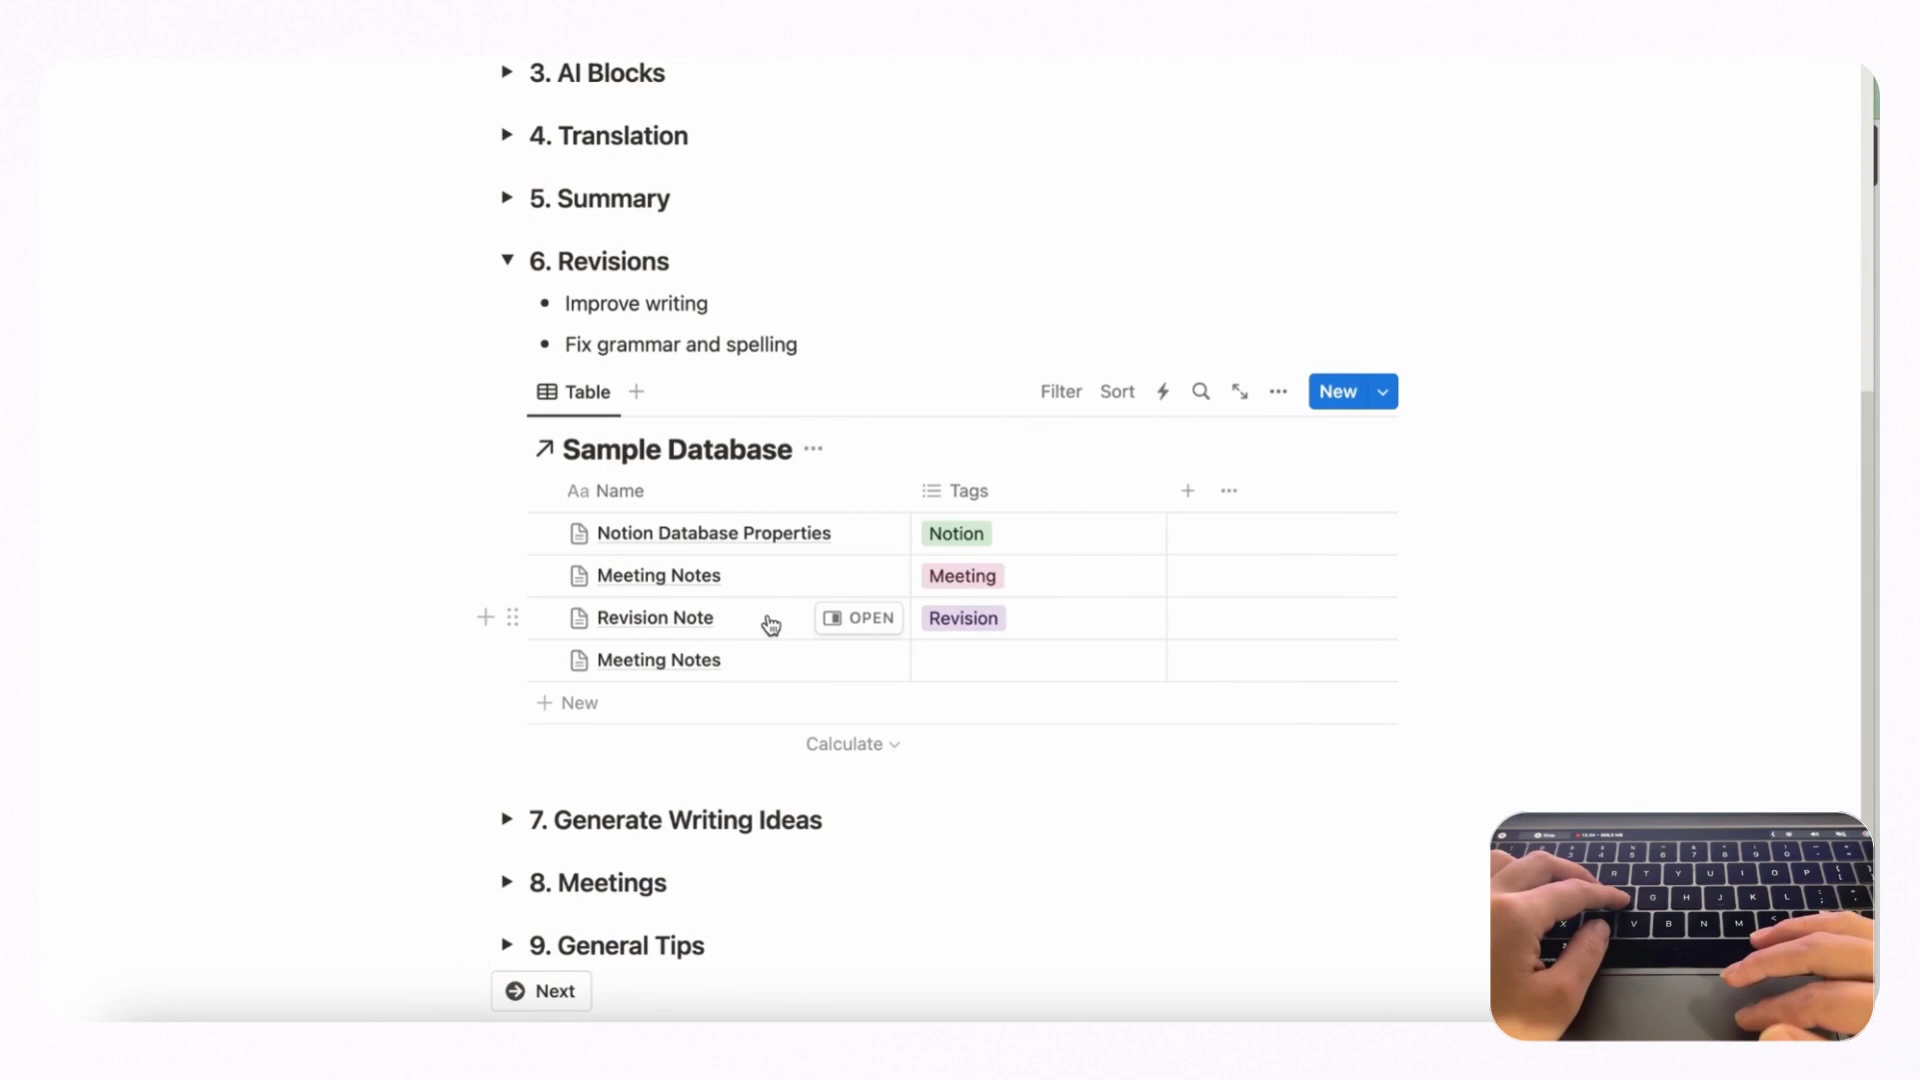 3. AI Blocks
4. Translation
5. Summary
6. Revisions
Improve writing
Fix grammar and spelling
Table
Filter Sort New
Sample Database
Aa Name Tags
Notion Database Properties Notion
Meeting Notes Meeting
Revision Note OPEN Revision
Meeting Notes
New
Calculate
7. Generate Writing Ideas
8. Meetings
9. General Tips
Next
R T Y U I O P
G H J K L
X V B N M